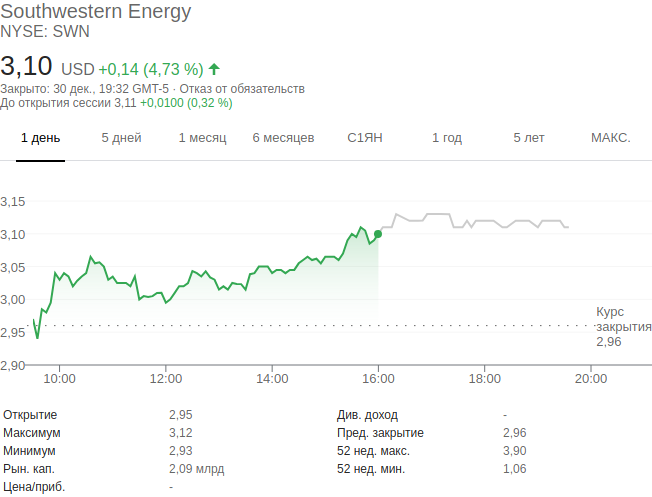 Southwestern Energy
NYSE: SWN
3,10 USD +0,14 (4,73 %)
Закрыто: 30 дек., 19:32 GMT-5 · Отказ от обязательств
До открытия сессии 3,11 +0,0100 (0,32 %)
1 день 5 дней 1 месяц 6 месяцев С1ЯН 1 год 5 лет МАКС.
3,15
3,10
3,05
3,00
2,95
2,90
Курс
закрытия
2,96
10:00 12:00 14:00 16:00 18:00 20:00
Открытие 2,95 Див. доход -
Максимум 3,12 Пред. закрытие 2,96
Минимум 2,93 52 нед. макс. 3,90
Рын. кап. 2,09 млрд 52 нед. мин. 1,06
Цена/приб. -